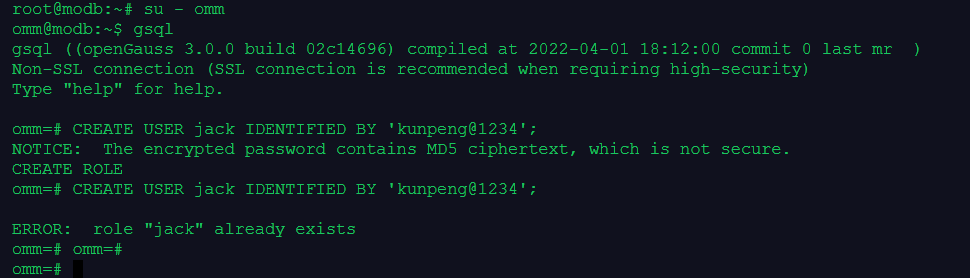 root@modb:~# su - omm
omm@modb:~$ gsql
gsql ((openGauss 3.0.0 build 02c14696) compiled at 2022-04-01 18:12:00 commit 0 last mr  )
Non-SSL connection (SSL connection is recommended when requiring high-security)
Type "help" for help.
omm=# CREATE USER jack IDENTIFIED BY 'kunpeng@1234';
NOTICE:  The encrypted password contains MD5 ciphertext, which is not secure.
CREATE ROLE
omm=# CREATE USER jack IDENTIFIED BY 'kunpeng@1234';
ERROR:  role "jack" already exists
omm=# omm=#
omm=#